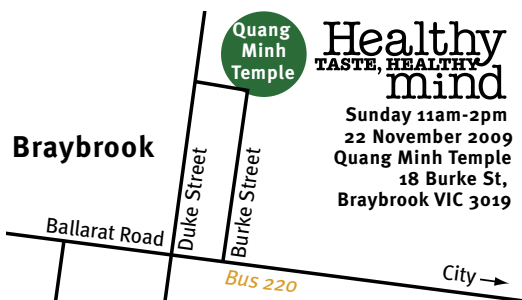 Quang
Minh
Temple
Healthy
TASTE, HEALTHY
mind
Sunday 11am-2pm
22 November 2009
Quang Minh Temple
18 Burke St,
Braybrook VIC 3019
Braybrook
Duke Street
Burke Street
Ballarat Road
Bus 220
City